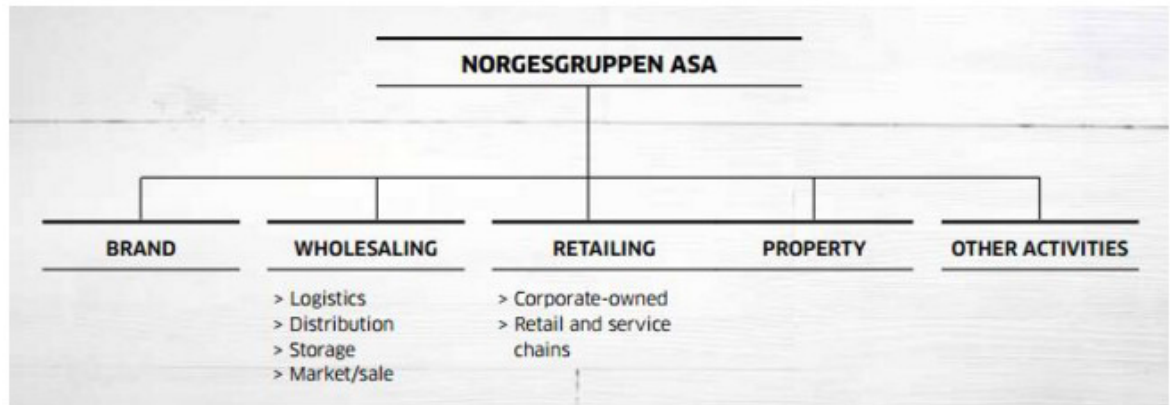 NORGESGRUPPEN ASA
BRAND
WHOLESALING
> Logistics
> Distribution
> Storage
> Market/sale
RETAILING
> Corporate-owned
> Retail and service
chains
PROPERTY
OTHER ACTIVITIES